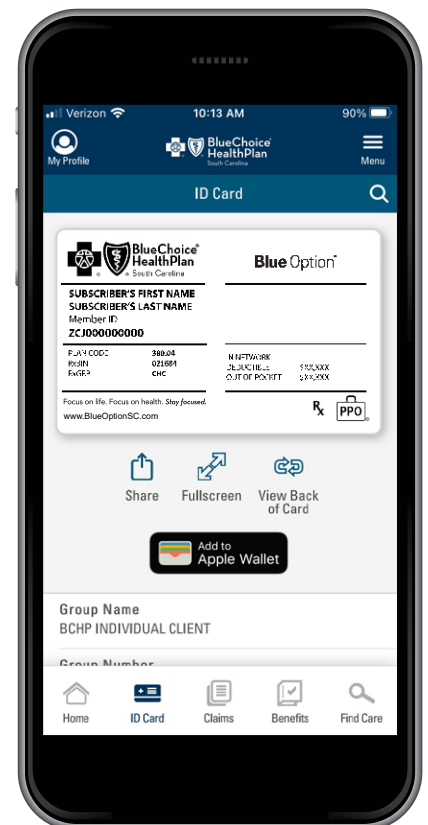 Verizon 10:13 AM 90%
My Profile
BlueChoice®
HealthPlan
South Carolina
Menu
ID Card
BlueChoice®
HealthPlan
South Carolina
Blue Option℠
SUBSCRIBER'S FIRST NAME
SUBSCRIBER'S LAST NAME
Member ID
ZCJ000000000
PLAN CODE 380.04
RxBIN 021684
RxGRP CHC
IN NETWORK
DEDUCTIBLE $XX,XXX
OUT OF POCKET $XX,XXX
Focus on life. Focus on health. Stay focused.
www.BlueOptionSC.com
Rx
PPO®
Share
Fullscreen
View Back
of Card
Add to
Apple Wallet
Group Name
BCHP INDIVIDUAL CLIENT
Group Number
Home
ID Card
Claims
Benefits
Find Care